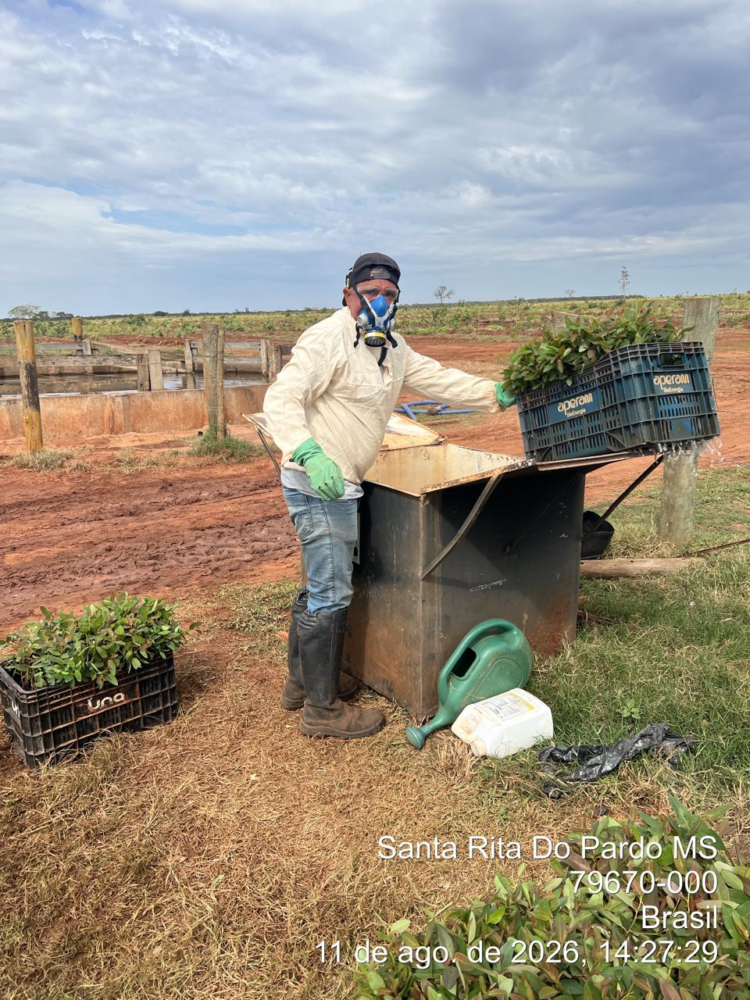 aperam
BioEnergia
aperam
BioEnergia
una
Santa Rita Do Pardo MS
79670-000
Brasil
11 de ago. de 2026, 14:27:29